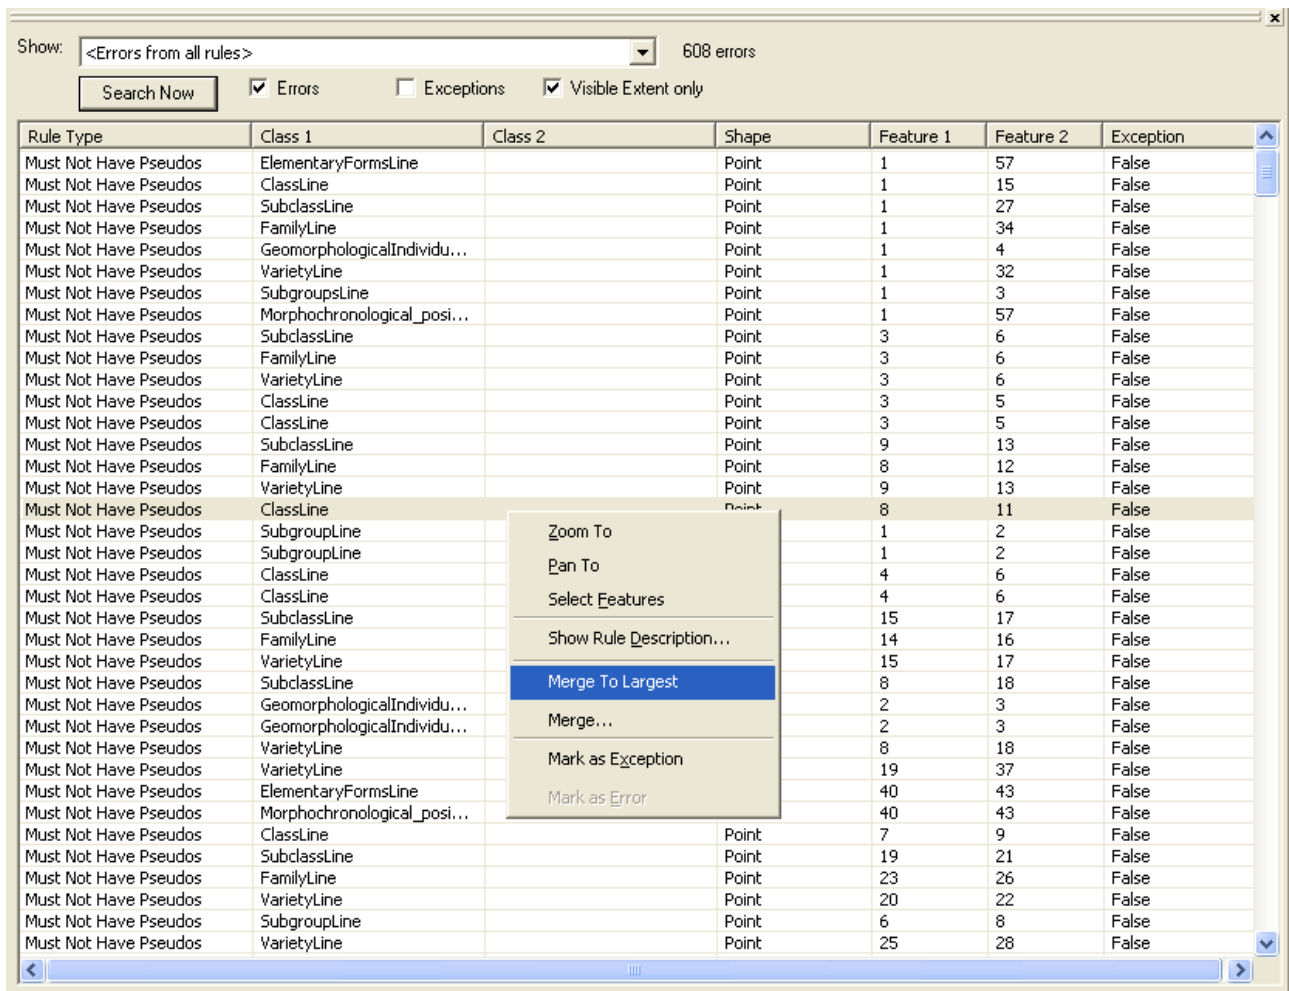 Show: <Errors from all rules> 608 errors
Search Now Errors Exceptions Visible Extent only
Rule Type Class 1 Class 2 Shape Feature 1 Feature 2 Exception
Must Not Have Pseudos ElementaryFormsLine Point 1 57 False
Must Not Have Pseudos ClassLine Point 1 15 False
Must Not Have Pseudos SubclassLine Point 1 27 False
Must Not Have Pseudos FamilyLine Point 1 34 False
Must Not Have Pseudos GeomorphologicalIndividu... Point 1 4 False
Must Not Have Pseudos VarietyLine Point 1 32 False
Must Not Have Pseudos SubgroupsLine Point 1 3 False
Must Not Have Pseudos Morphochronological_posi... Point 1 57 False
Must Not Have Pseudos SubclassLine Point 3 6 False
Must Not Have Pseudos FamilyLine Point 3 6 False
Must Not Have Pseudos VarietyLine Point 3 6 False
Must Not Have Pseudos ClassLine Point 3 5 False
Must Not Have Pseudos ClassLine Point 3 5 False
Must Not Have Pseudos SubclassLine Point 9 13 False
Must Not Have Pseudos FamilyLine Point 8 12 False
Must Not Have Pseudos VarietyLine Point 9 13 False
Must Not Have Pseudos ClassLine Point 8 11 False
Must Not Have Pseudos SubgroupLine 1 2 False
Must Not Have Pseudos SubgroupLine 1 2 False
Must Not Have Pseudos ClassLine 4 6 False
Must Not Have Pseudos ClassLine 4 6 False
Must Not Have Pseudos SubclassLine 15 17 False
Must Not Have Pseudos FamilyLine 14 16 False
Must Not Have Pseudos VarietyLine 15 17 False
Must Not Have Pseudos SubclassLine 8 18 False
Must Not Have Pseudos GeomorphologicalIndividu... 2 3 False
Must Not Have Pseudos GeomorphologicalIndividu... 2 3 False
Must Not Have Pseudos VarietyLine 8 18 False
Must Not Have Pseudos VarietyLine 19 37 False
Must Not Have Pseudos ElementaryFormsLine 40 43 False
Must Not Have Pseudos Morphochronological_posi... 40 43 False
Must Not Have Pseudos ClassLine Point 7 9 False
Must Not Have Pseudos SubclassLine Point 19 21 False
Must Not Have Pseudos FamilyLine Point 23 26 False
Must Not Have Pseudos VarietyLine Point 20 22 False
Must Not Have Pseudos SubgroupLine Point 6 8 False
Must Not Have Pseudos VarietyLine Point 25 28 False
Zoom To
Pan To
Select Features
Show Rule Description...
Merge To Largest
Merge...
Mark as Exception
Mark as Error